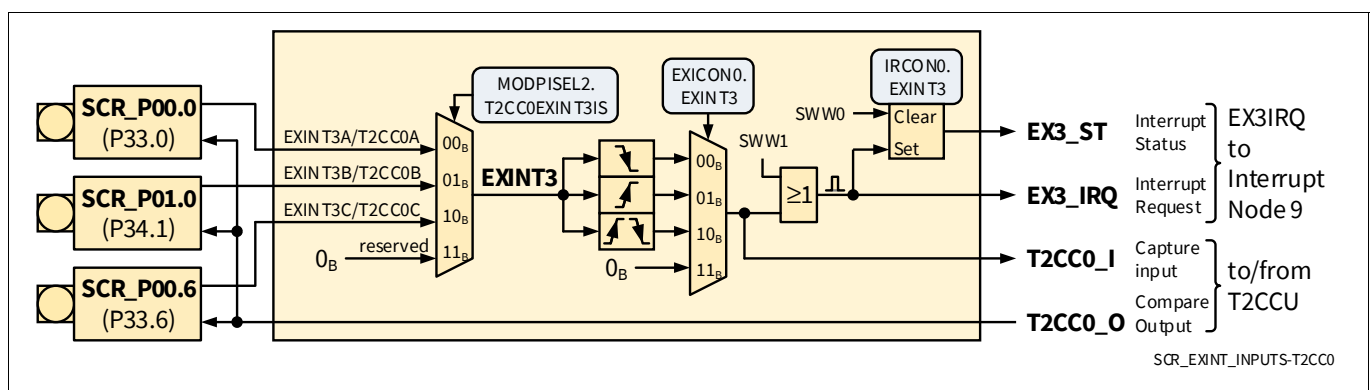 MODPISEL2.
T2CC0EXINT3IS
EXICON0.
EXINT3
IRCON0.
EXINT3
SCR_P00.0
(P33.0)
SCR_P01.0
(P34.1)
SCR_P00.6
(P33.6)
EXINT3A/T2CC0A
EXINT3B/T2CC0B
EXINT3C/T2CC0C
0B
reserved
00B
01B
10B
11B
EXINT3
0B
00B
01B
10B
11B
SWW1
≥1
SWW0
Clear
Set
EX3_ST
Interrupt
Status
EX3_IRQ
Interrupt
Request
EX3IRQ
to
Interrupt
Node 9
T2CC0_I
Capture
input
T2CC0_O
Compare
Output
to/from
T2CCU
SCR_EXINT_INPUTS-T2CC0